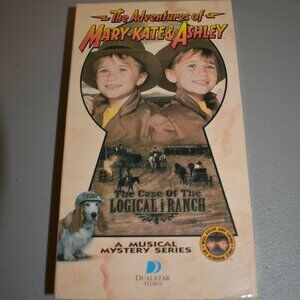 The Adventures of
MARY-KATE & ASHLEY
The Case Of The
LOGICAL i RANCH
A MUSICAL
MYSTERY SERIES
DUALSTAR
VIDEO